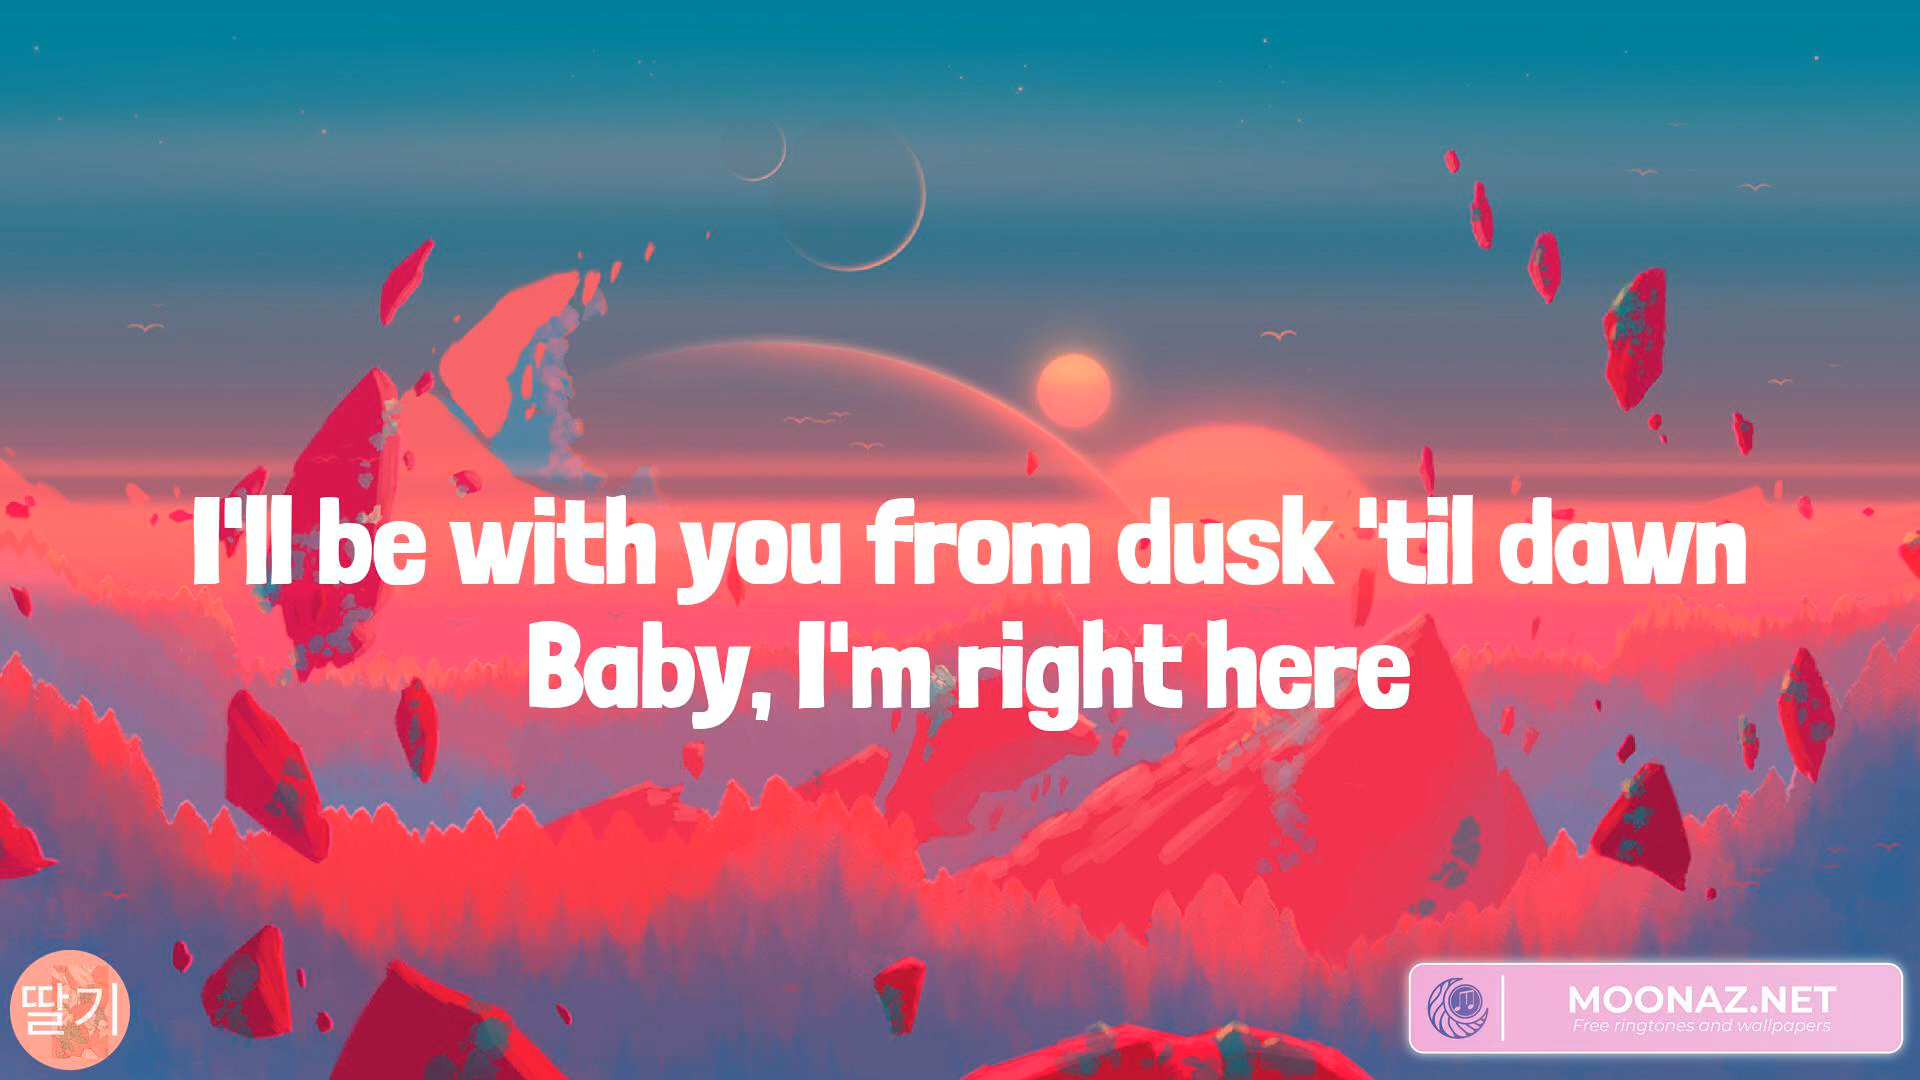 I'll be with you from dusk 'til dawn
Baby, I'm right here
딸기
MOONAZ.NET
Free ringtones and wallpapers